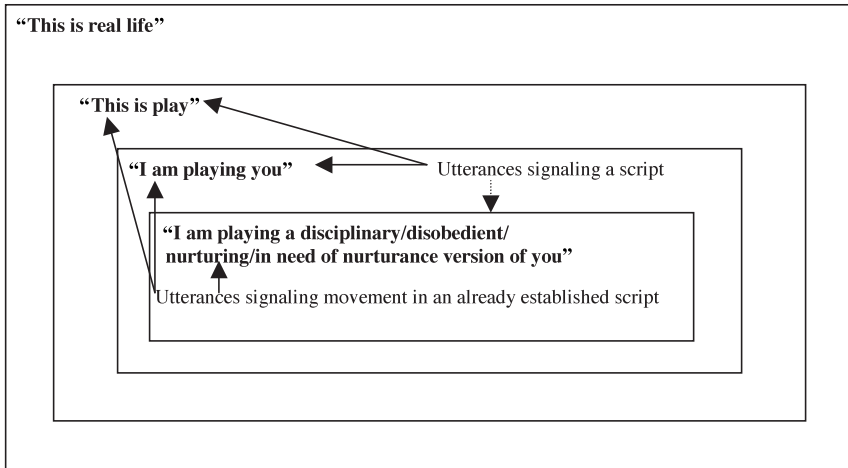 “This is real life”
“This is play”
“I am playing you”
Utterances signaling a script
“I am playing a disciplinary/disobedient/
nurturing/in need of nurturance version of you”
Utterances signaling movement in an already established script